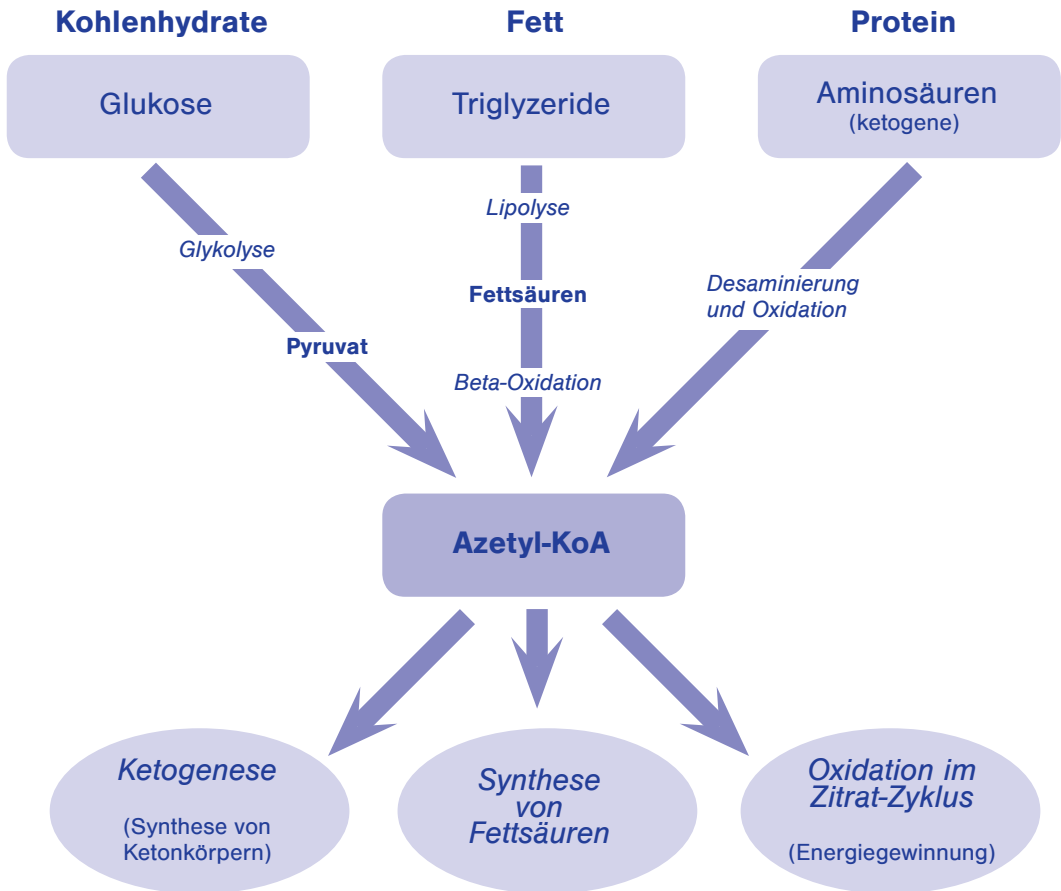 Kohlenhydrate
Fett
Protein
Glukose
Triglyzeride
Aminosäuren
(ketogene)
Lipolyse
Glykolyse
Fettsäuren
Desaminierung
und Oxidation
Pyruvat
Beta-Oxidation
Azetyl-KoA
Ketogenese
(Synthese von
Ketonkörpern)
Synthese
von
Fettsäuren
Oxidation im
Zitrat-Zyklus
(Energiegewinnung)